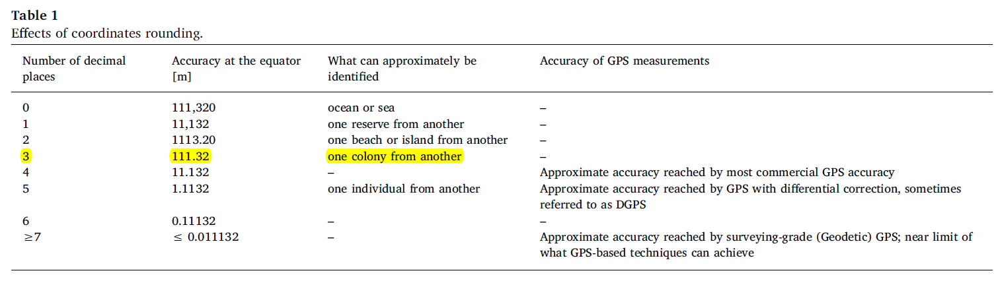 Table 1
Effects of coordinates rounding.
Number of decimal places Accuracy at the equator [m] What can approximately be identified Accuracy of GPS measurements
0 111,320 ocean or sea –
1 11,132 one reserve from another –
2 1113.20 one beach or island from another –
3 111.32 one colony from another –
4 11.132 – Approximate accuracy reached by most commercial GPS accuracy
5 1.1132 one individual from another Approximate accuracy reached by GPS with differential correction, sometimes
referred to as DGPS
6 0.11132 – –
≥7 ≤ 0.011132 – Approximate accuracy reached by surveying-grade (Geodetic) GPS; near limit of
what GPS-based techniques can achieve